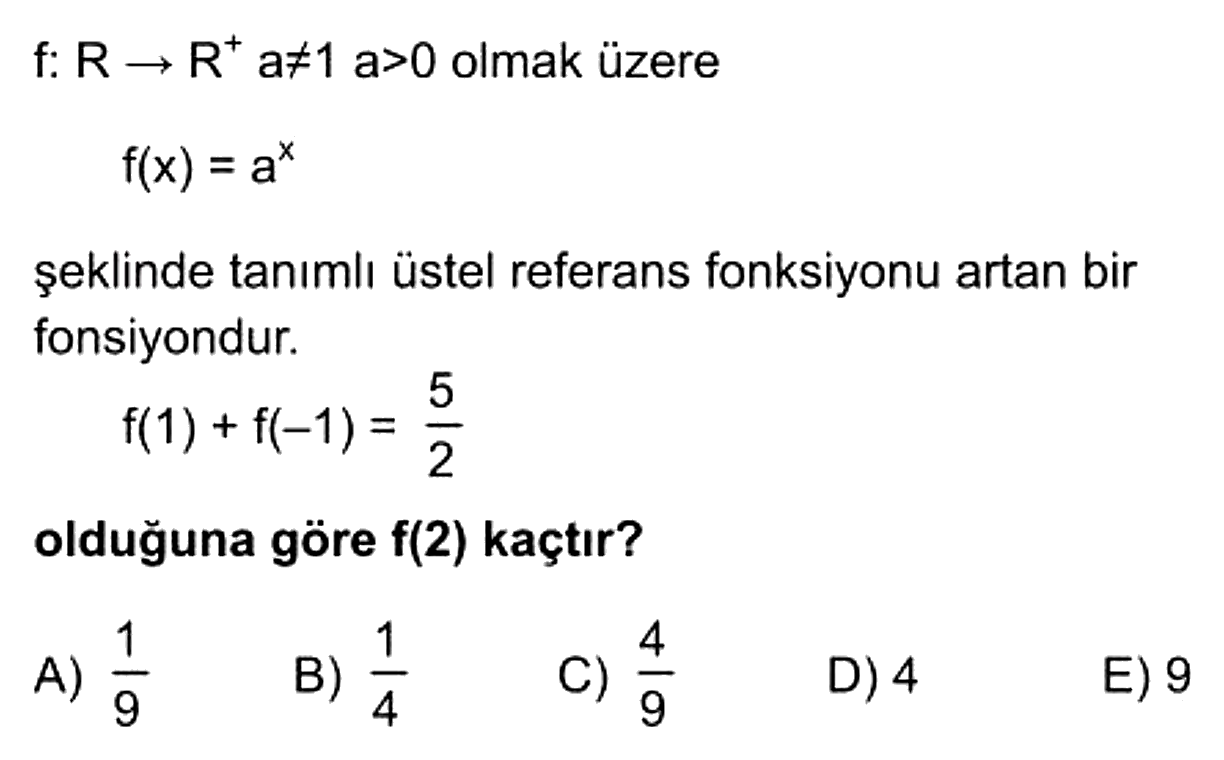 f: R → R⁺ a≠1 a>0 olmak üzere
f(x) = aˣ
şeklinde tanımlı üstel referans fonksiyonu artan bir
fonsiyondur.
f(1) + f(–1) = 5/2
olduğuna göre f(2) kaçtır?
A) 1/9 B) 1/4 C) 4/9 D) 4 E) 9